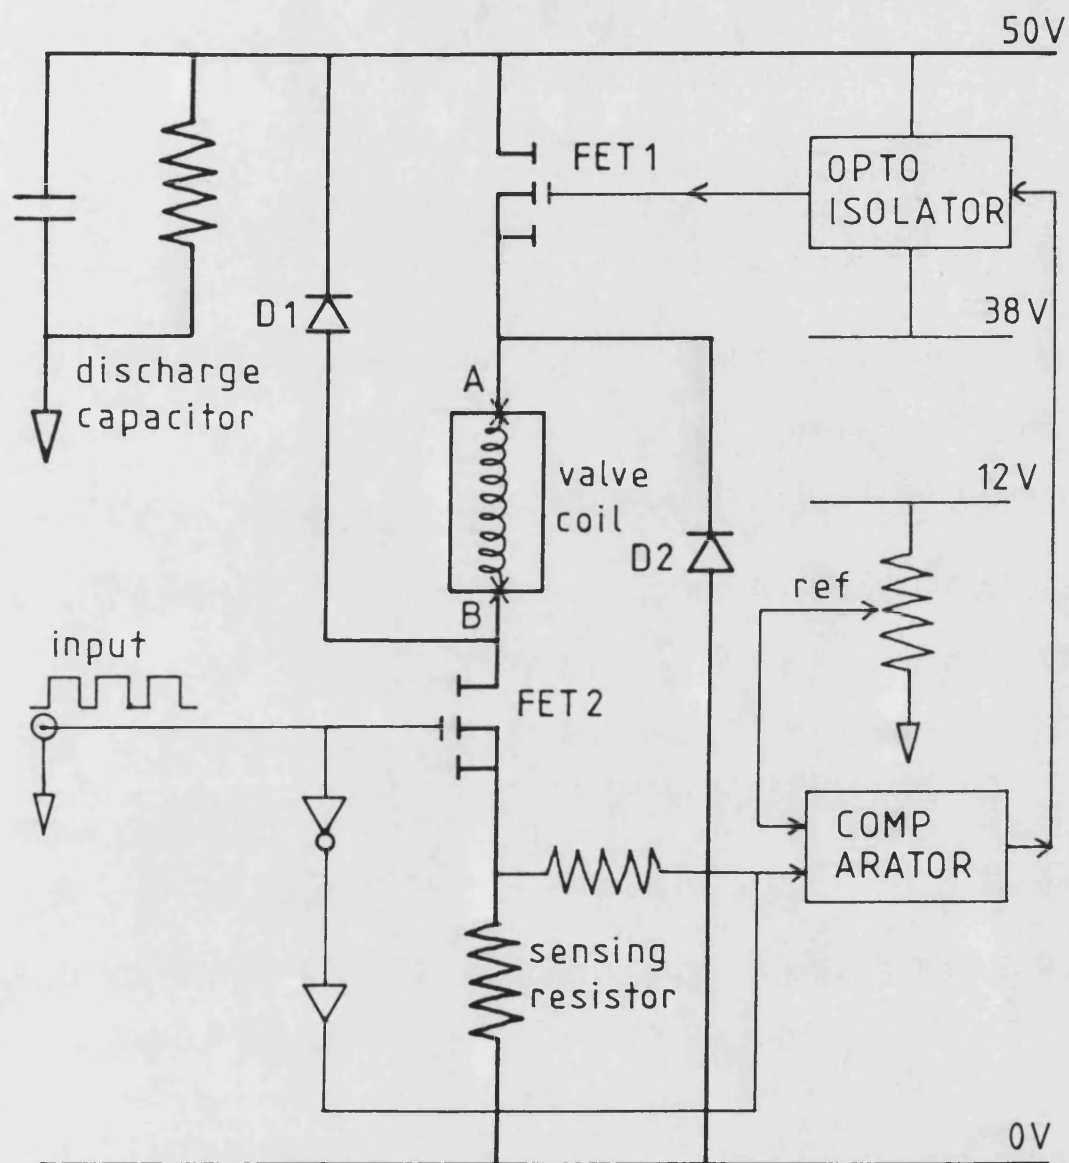 50V
FET1
OPTO
ISOLATOR
D1
38V
discharge
capacitor
A
valve
coil
12V
D2
ref
B
input
FET2
COMP
ARATOR
sensing
resistor
0V